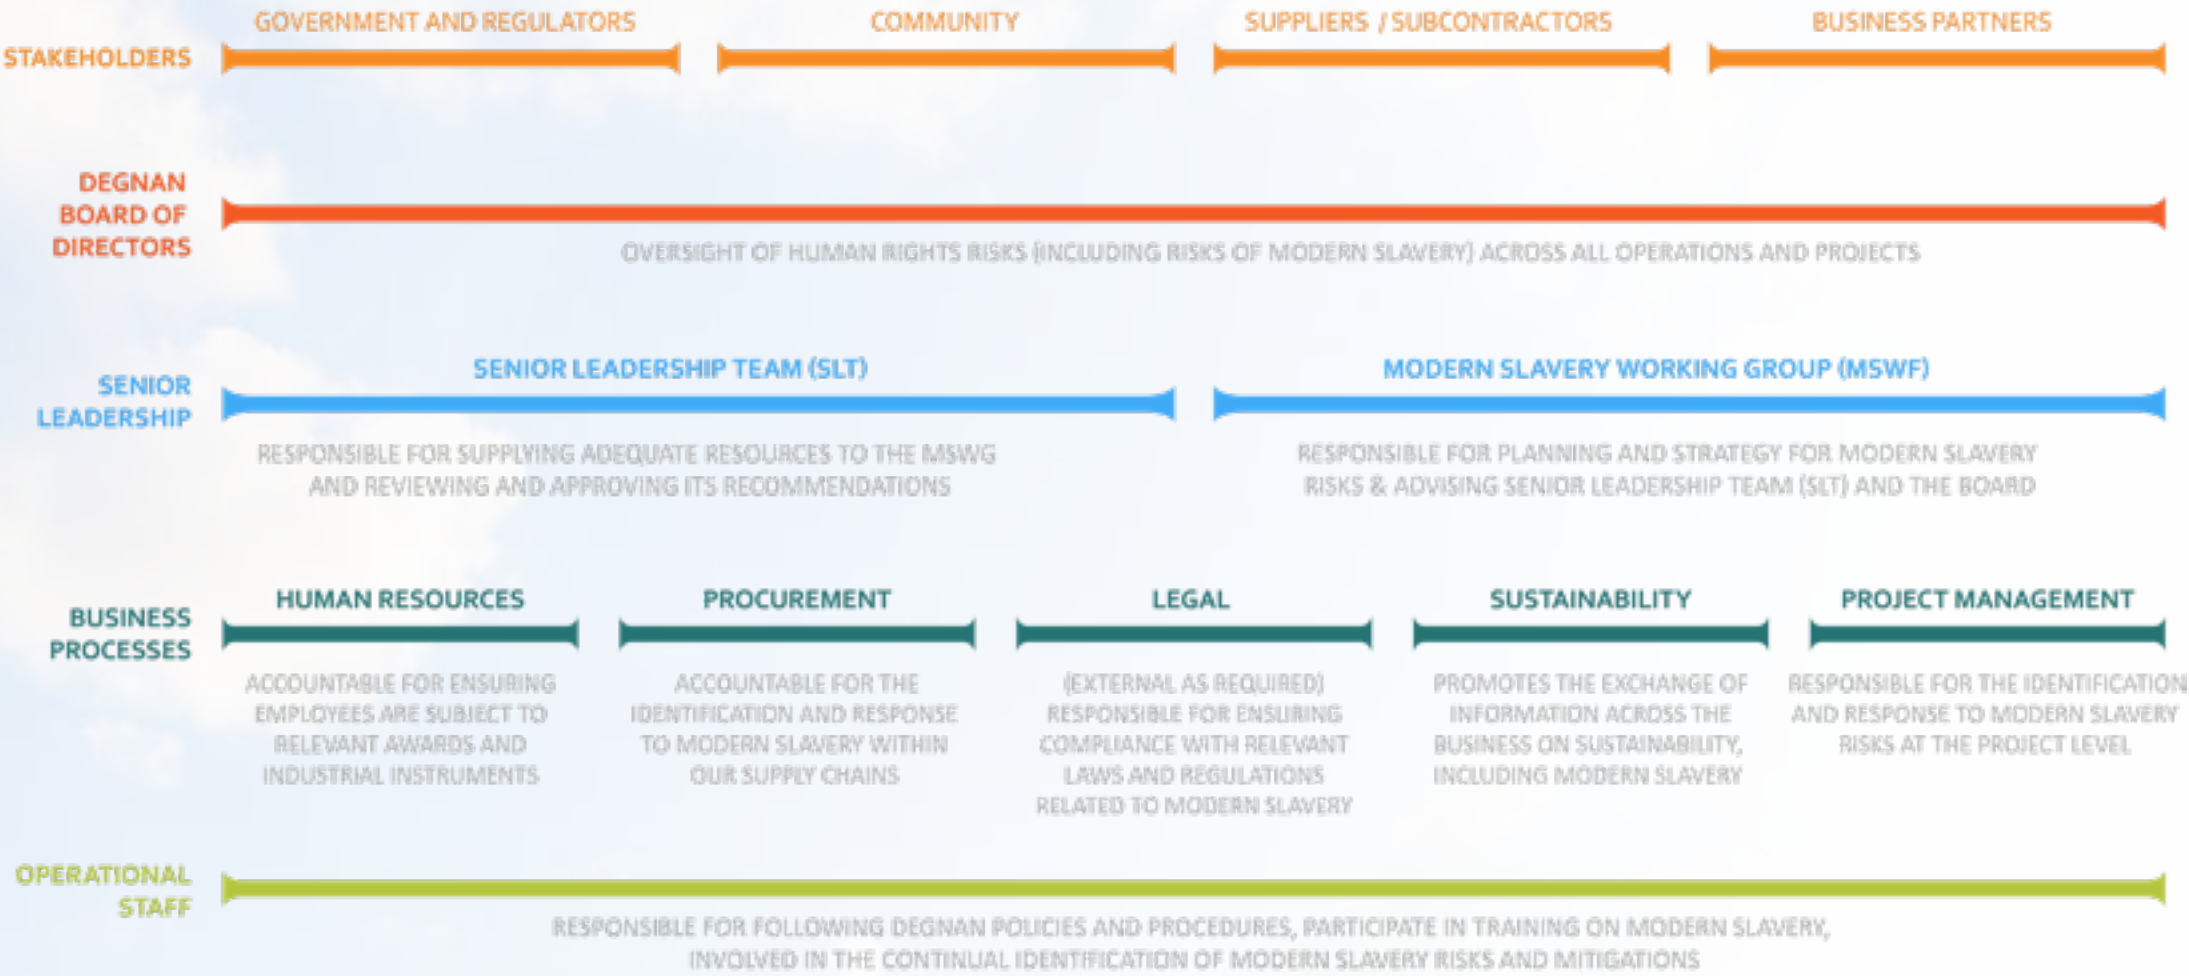 GOVERNMENT AND REGULATORS
COMMUNITY
SUPPLIERS / SUBCONTRACTORS
BUSINESS PARTNERS
STAKEHOLDERS
DEGNAN
BOARD OF
DIRECTORS
OVERSIGHT OF HUMAN RIGHTS RISKS (INCLUDING RISKS OF MODERN SLAVERY) ACROSS ALL OPERATIONS AND PROJECTS
SENIOR
LEADERSHIP
SENIOR LEADERSHIP TEAM (SLT)
RESPONSIBLE FOR SUPPLYING ADEQUATE RESOURCES TO THE MSWG
AND REVIEWING AND APPROVING ITS RECOMMENDATIONS
MODERN SLAVERY WORKING GROUP (MSWF)
RESPONSIBLE FOR PLANNING AND STRATEGY FOR MODERN SLAVERY
RISKS & ADVISING SENIOR LEADERSHIP TEAM (SLT) AND THE BOARD
BUSINESS
PROCESSES
HUMAN RESOURCES
ACCOUNTABLE FOR ENSURING
EMPLOYEES ARE SUBJECT TO
RELEVANT AWARDS AND
INDUSTRIAL INSTRUMENTS
PROCUREMENT
ACCOUNTABLE FOR THE
IDENTIFICATION AND RESPONSE
TO MODERN SLAVERY WITHIN
OUR SUPPLY CHAINS
LEGAL
(EXTERNAL AS REQUIRED)
RESPONSIBLE FOR ENSURING
COMPLIANCE WITH RELEVANT
LAWS AND REGULATIONS
RELATED TO MODERN SLAVERY
SUSTAINABILITY
PROMOTES THE EXCHANGE OF
INFORMATION ACROSS THE
BUSINESS ON SUSTAINABILITY,
INCLUDING MODERN SLAVERY
PROJECT MANAGEMENT
RESPONSIBLE FOR THE IDENTIFICATION
AND RESPONSE TO MODERN SLAVERY
RISKS AT THE PROJECT LEVEL
OPERATIONAL
STAFF
RESPONSIBLE FOR FOLLOWING DEGNAN POLICIES AND PROCEDURES, PARTICIPATE IN TRAINING ON MODERN SLAVERY,
INVOLVED IN THE CONTINUAL IDENTIFICATION OF MODERN SLAVERY RISKS AND MITIGATIONS